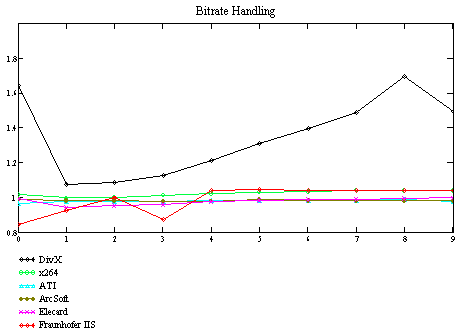 Bitrate Handling
1.8
1.6
1.4
1.2
1
0.8
0 1 2 3 4 5 6 7 8 9
DivX
x264
ATI
ArcSoft
Elecard
Fraunhofer IIS